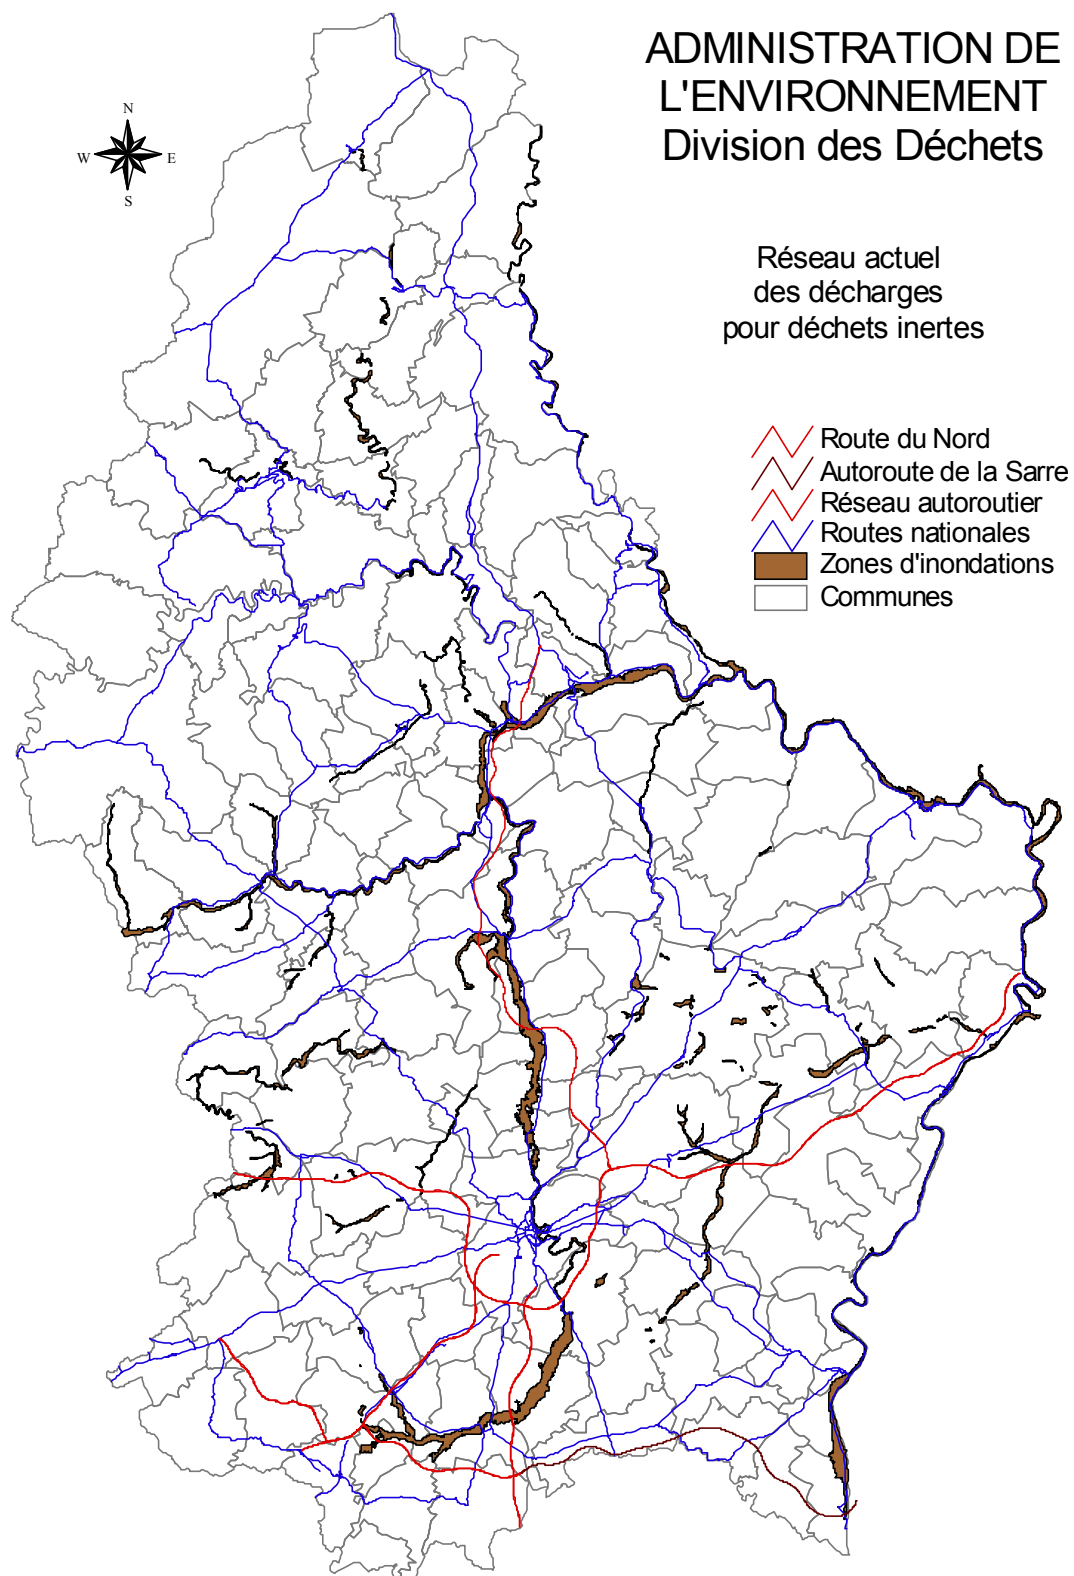 ADMINISTRATION DE
L'ENVIRONNEMENT
Division des Déchets
N
W E
S
Réseau actuel
des décharges
pour déchets inertes
Route du Nord
Autoroute de la Sarre
Réseau autoroutier
Routes nationales
Zones d'inondations
Communes